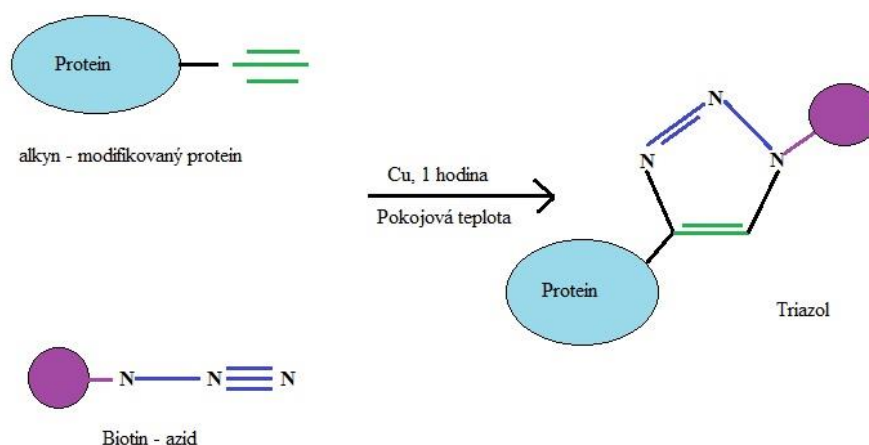 Protein
alkyn - modifikovaný protein
Cu, 1 hodina
Pokojová teplota
N
N
N
Protein
Triazol
N
N
N
Biotin - azid